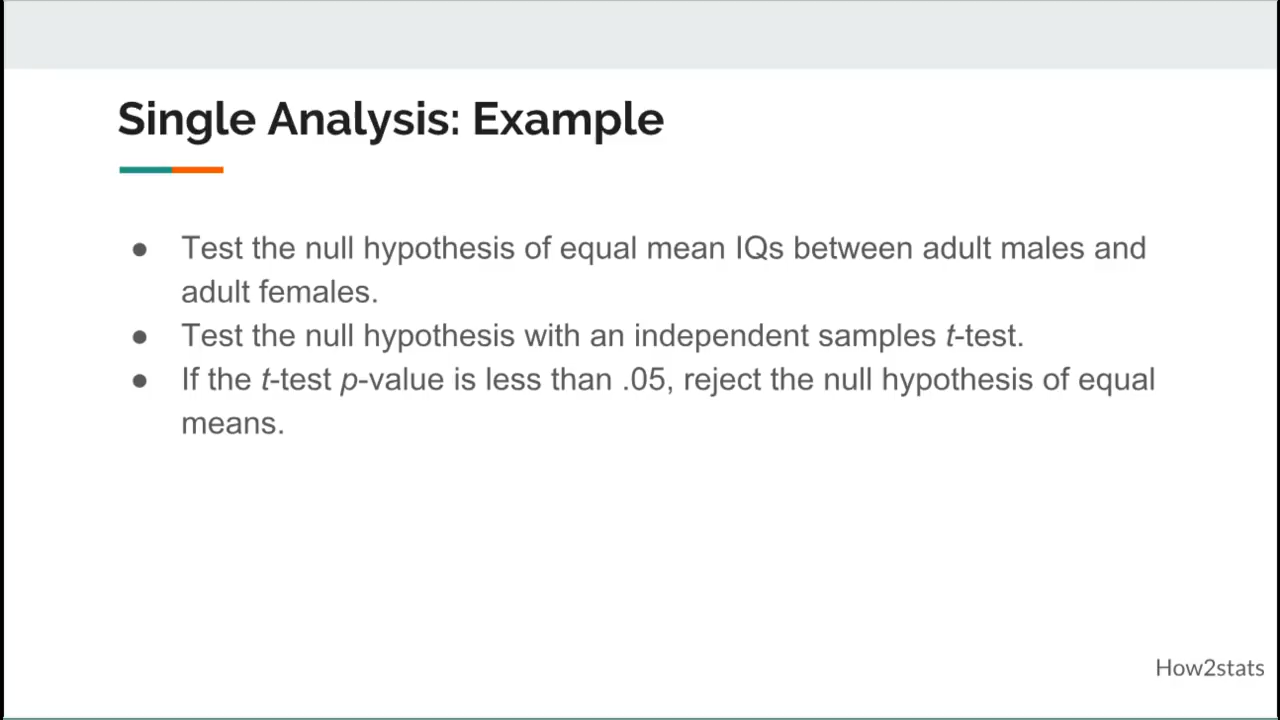 Single Analysis: Example
● Test the null hypothesis of equal mean IQs between adult males and
adult females.
● Test the null hypothesis with an independent samples t-test.
● If the t-test p-value is less than .05, reject the null hypothesis of equal
means.
How2stats